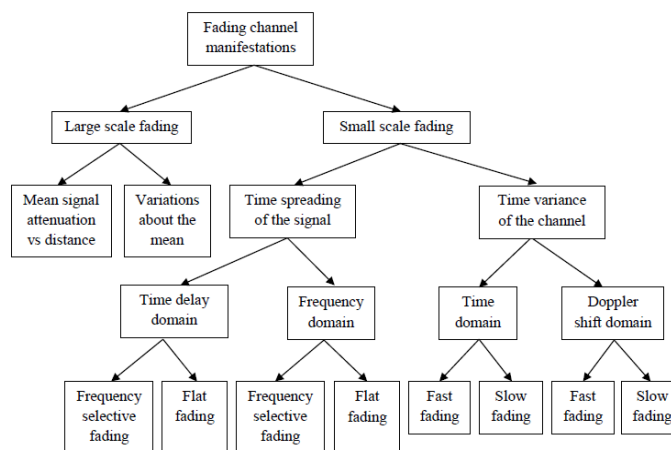 Fading channel
manifestations
Large scale fading
Small scale fading
Mean signal
attenuation
vs distance
Variations
about the
mean
Time spreading
of the signal
Time variance
of the channel
Time delay
domain
Frequency
domain
Time
domain
Doppler
shift domain
Frequency
selective
fading
Flat
fading
Frequency
selective
fading
Flat
fading
Fast
fading
Slow
fading
Fast
fading
Slow
fading